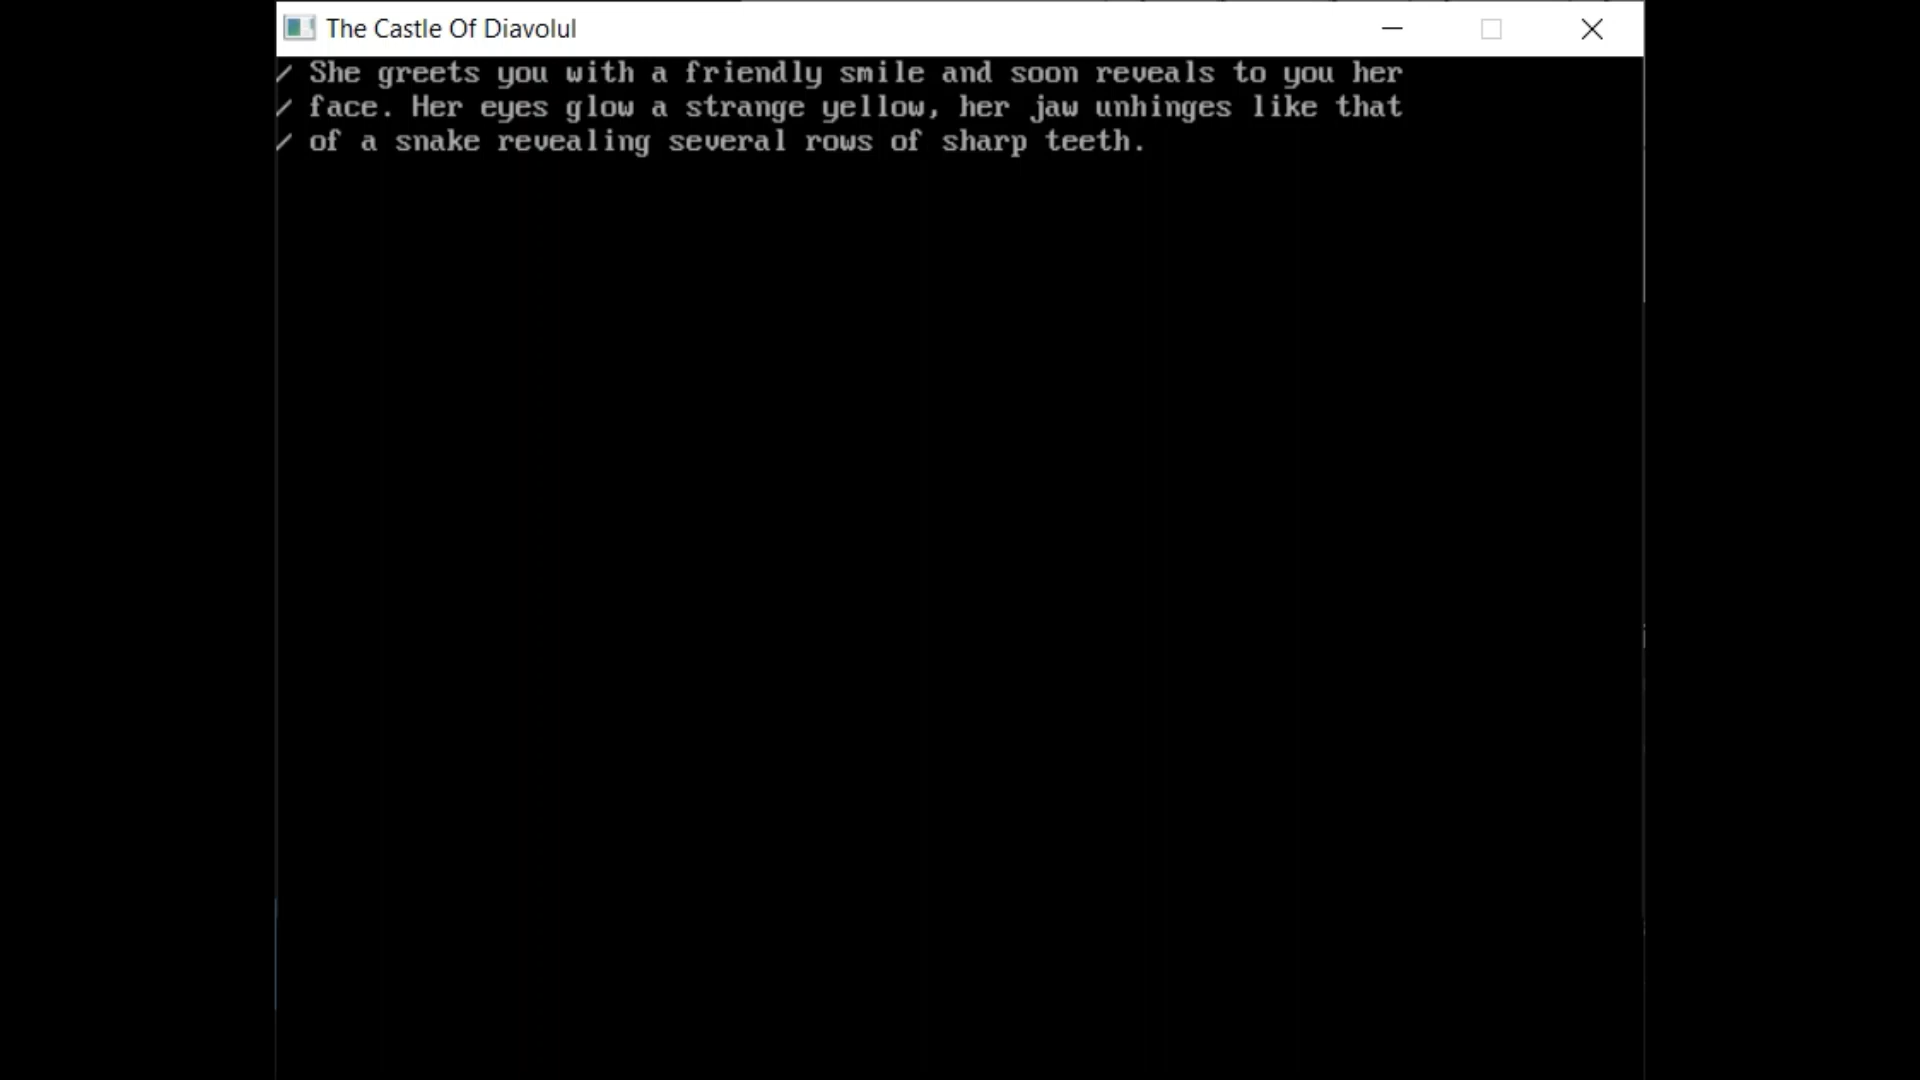 The Castle Of Diavolul
/ She greets you with a friendly smile and soon reveals to you her
/ face. Her eyes glow a strange yellow, her jaw unhinges like that
/ of a snake revealing several rows of sharp teeth.